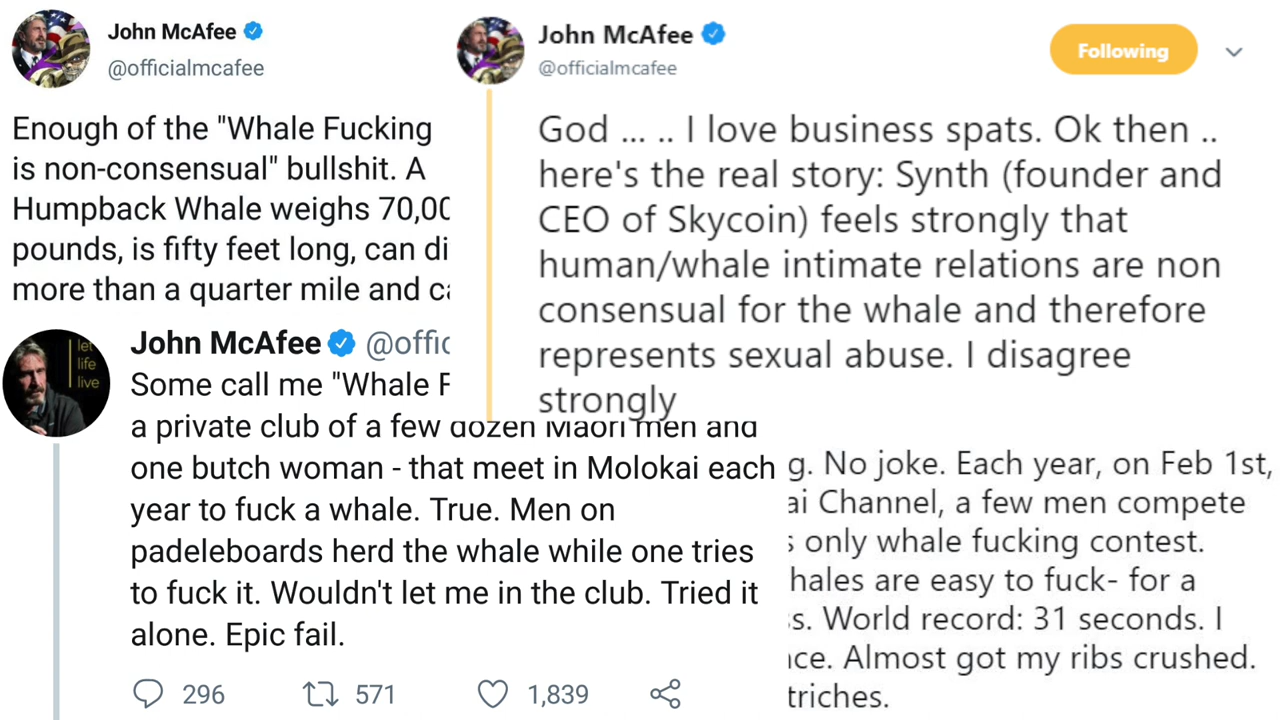 John McAfee
@officialmcafee
Enough of the "Whale Fucking
is non-consensual" bullshit. A
Humpback Whale weighs 70,00
pounds, is fifty feet long, can di
more than a quarter mile and ca
John McAfee
@officialmcafee
Following
God ... .. I love business spats. Ok then ..
here's the real story: Synth (founder and
CEO of Skycoin) feels strongly that
human/whale intimate relations are non
consensual for the whale and therefore
represents sexual abuse. I disagree
strongly
let
life
live
John McAfee @offic
Some call me "Whale F
a private club of a few dozen Maori men and
one butch woman - that meet in Molokai each
year to fuck a whale. True. Men on
padeleboards herd the whale while one tries
to fuck it. Wouldn't let me in the club. Tried it
alone. Epic fail.
296 571 1,839
g. No joke. Each year, on Feb 1st,
ai Channel, a few men compete
s only whale fucking contest.
hales are easy to fuck- for a
s. World record: 31 seconds. I
ce. Almost got my ribs crushed.
triches.